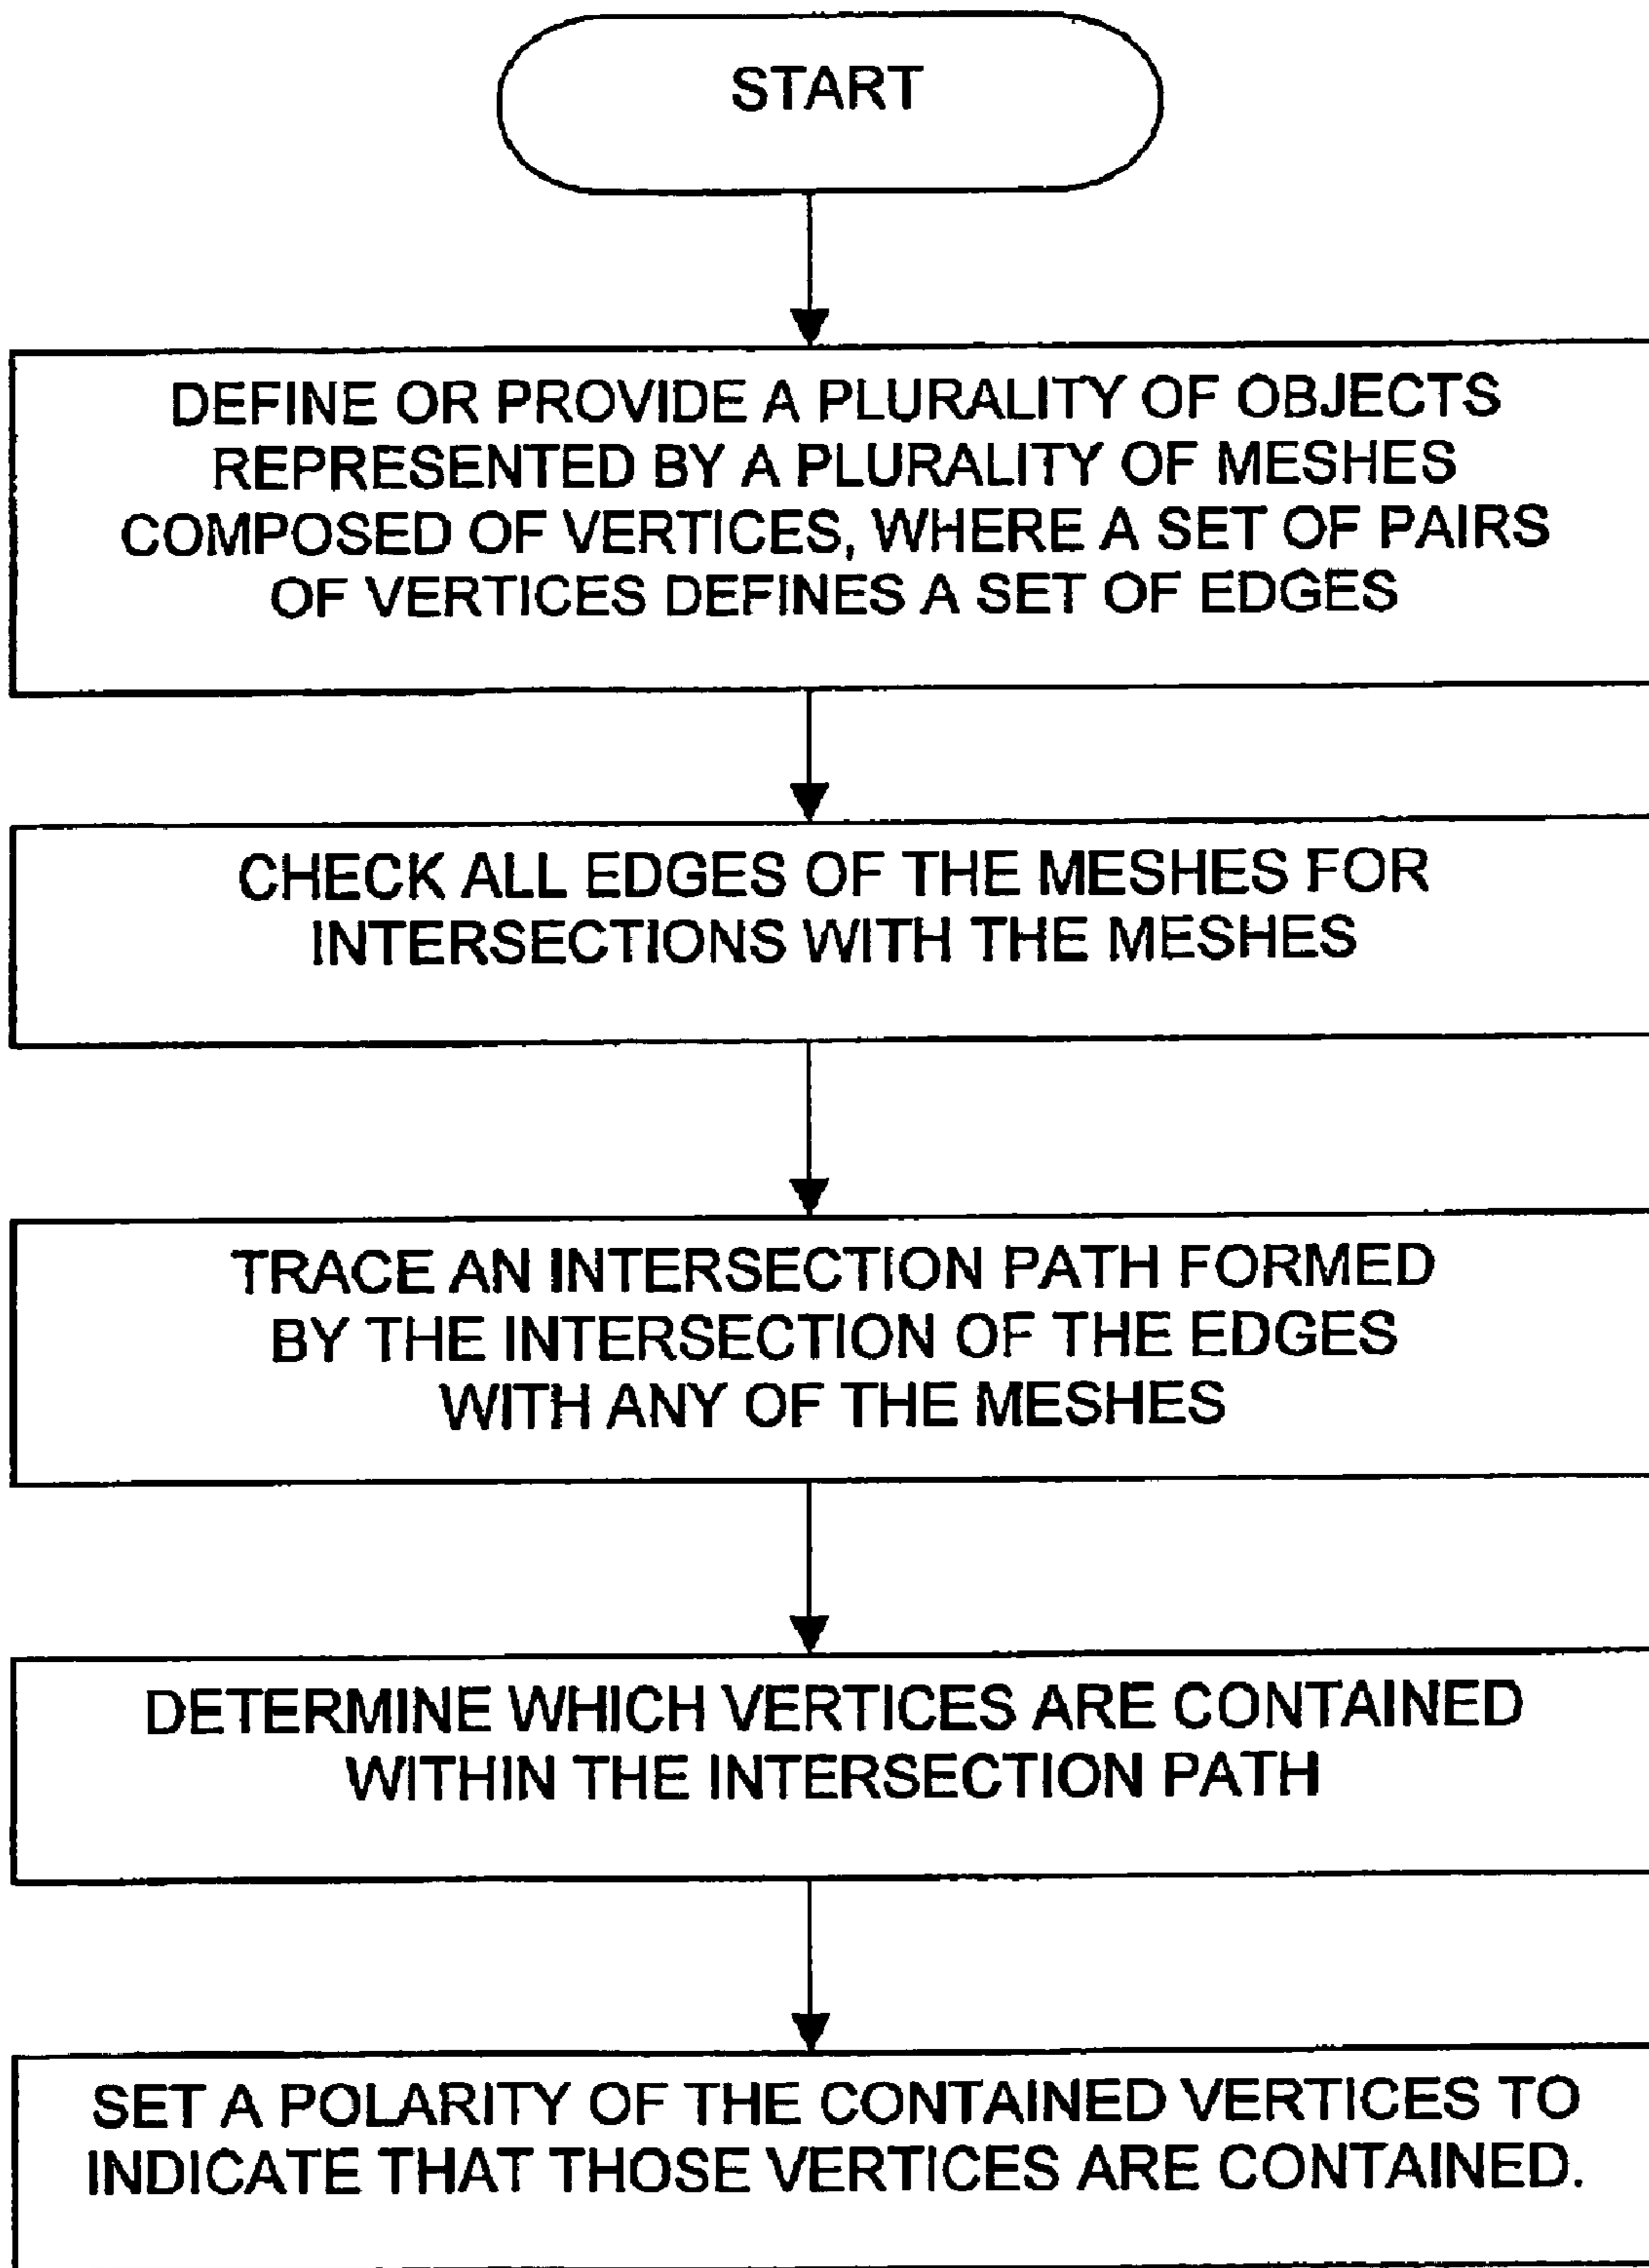 START
DEFINE OR PROVIDE A PLURALITY OF OBJECTS
REPRESENTED BY A PLURALITY OF MESHES
COMPOSED OF VERTICES, WHERE A SET OF PAIRS
OF VERTICES DEFINES A SET OF EDGES
CHECK ALL EDGES OF THE MESHES FOR
INTERSECTIONS WITH THE MESHES
TRACE AN INTERSECTION PATH FORMED
BY THE INTERSECTION OF THE EDGES
WITH ANY OF THE MESHES
DETERMINE WHICH VERTICES ARE CONTAINED
WITHIN THE INTERSECTION PATH
SET A POLARITY OF THE CONTAINED VERTICES TO
INDICATE THAT THOSE VERTICES ARE CONTAINED.